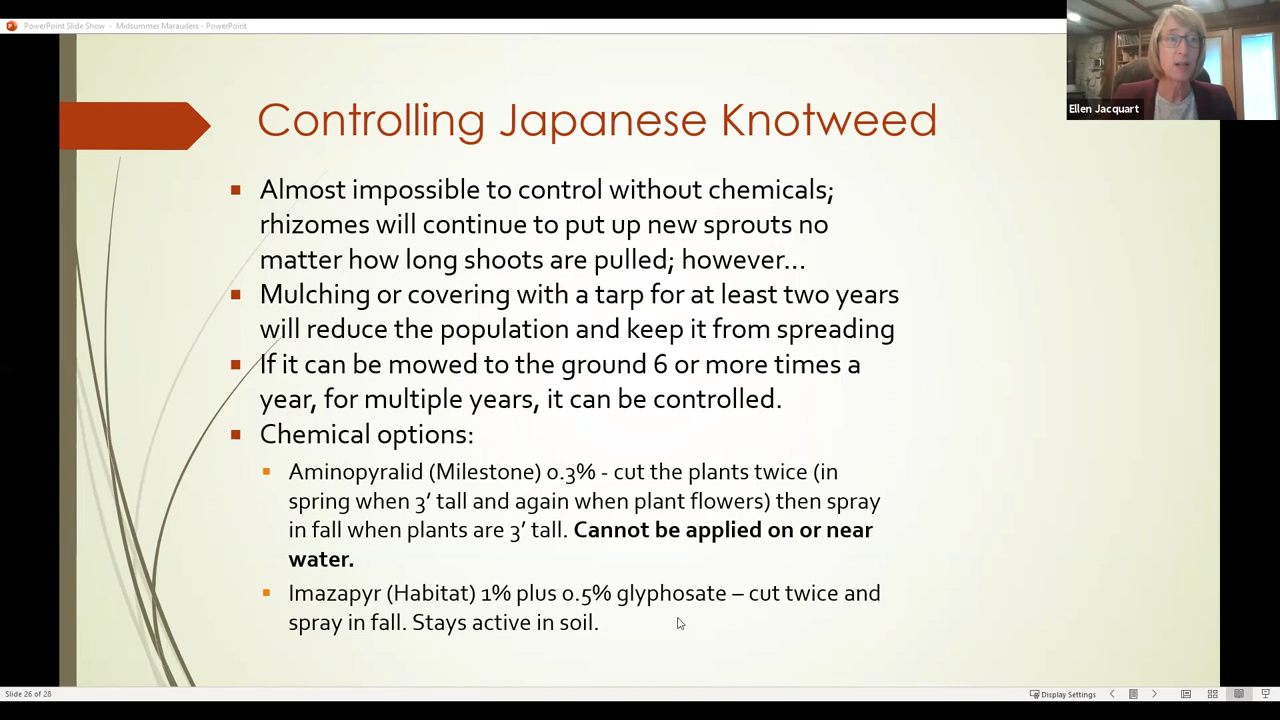 PowerPoint Slide Show - Midsummer Marauders - PowerPoint
Ellen Jacquart
Controlling Japanese Knotweed
Almost impossible to control without chemicals;
rhizomes will continue to put up new sprouts no
matter how long shoots are pulled; however...
Mulching or covering with a tarp for at least two years
will reduce the population and keep it from spreading
If it can be mowed to the ground 6 or more times a
year, for multiple years, it can be controlled.
Chemical options:
Aminopyralid (Milestone) 0.3% - cut the plants twice (in
spring when 3' tall and again when plant flowers) then spray
in fall when plants are 3' tall. Cannot be applied on or near
water.
Imazapyr (Habitat) 1% plus 0.5% glyphosate – cut twice and
spray in fall. Stays active in soil.
Slide 26 of 28
Display Settings